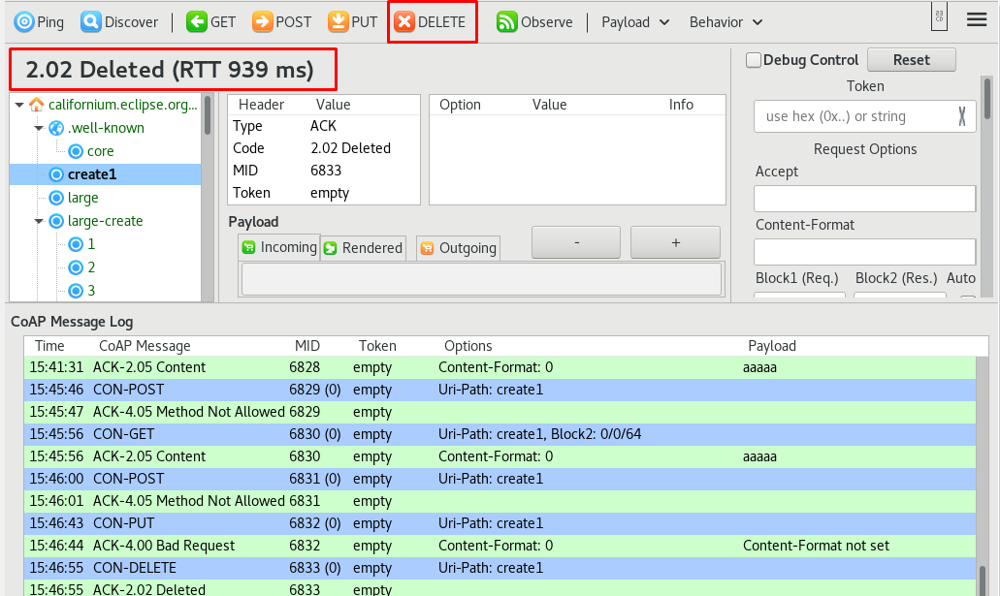 Ping Discover GET POST PUT DELETE Observe Payload Behavior
2.02 Deleted (RTT 939 ms)
californium.eclipse.org...
.well-known
core
create1
large
large-create
1
2
3
Header Value
Type ACK
Code 2.02 Deleted
MID 6833
Token empty
Option Value Info
Payload
Incoming Rendered Outgoing - +
Debug Control Reset
Token
use hex (0x..) or string X
Request Options
Accept
Content-Format
Block1 (Req.) Block2 (Res.) Auto
CoAP Message Log
Time CoAP Message MID Token Options Payload
15:41:31 ACK-2.05 Content 6828 empty Content-Format: 0 aaaaa
15:45:46 CON-POST 6829 (0) empty Uri-Path: create1
15:45:47 ACK-4.05 Method Not Allowed 6829 empty
15:45:56 CON-GET 6830 (0) empty Uri-Path: create1, Block2: 0/0/64
15:45:56 ACK-2.05 Content 6830 empty Content-Format: 0 aaaaa
15:46:00 CON-POST 6831 (0) empty Uri-Path: create1
15:46:01 ACK-4.05 Method Not Allowed 6831 empty
15:46:43 CON-PUT 6832 (0) empty Uri-Path: create1
15:46:44 ACK-4.00 Bad Request 6832 empty Content-Format: 0 Content-Format not set
15:46:55 CON-DELETE 6833 (0) empty Uri-Path: create1
15:46:55 ACK-2.02 Deleted 6833 empty